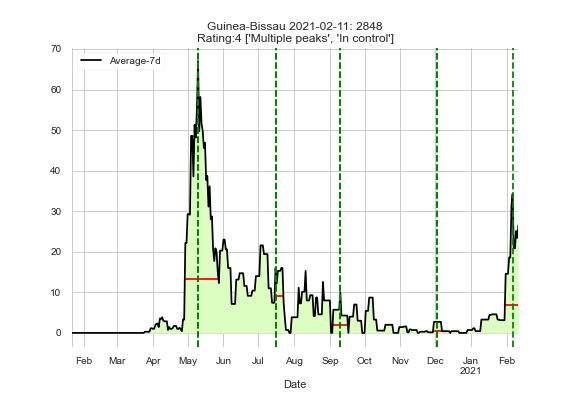 Guinea-Bissau 2021-02-11: 2848
Rating:4 ['Multiple peaks', 'In control']
Average-7d
70
60
50
40
30
20
10
0
Feb Mar Apr May Jun Jul Aug Sep Oct Nov Dec Jan Feb
2021
Date